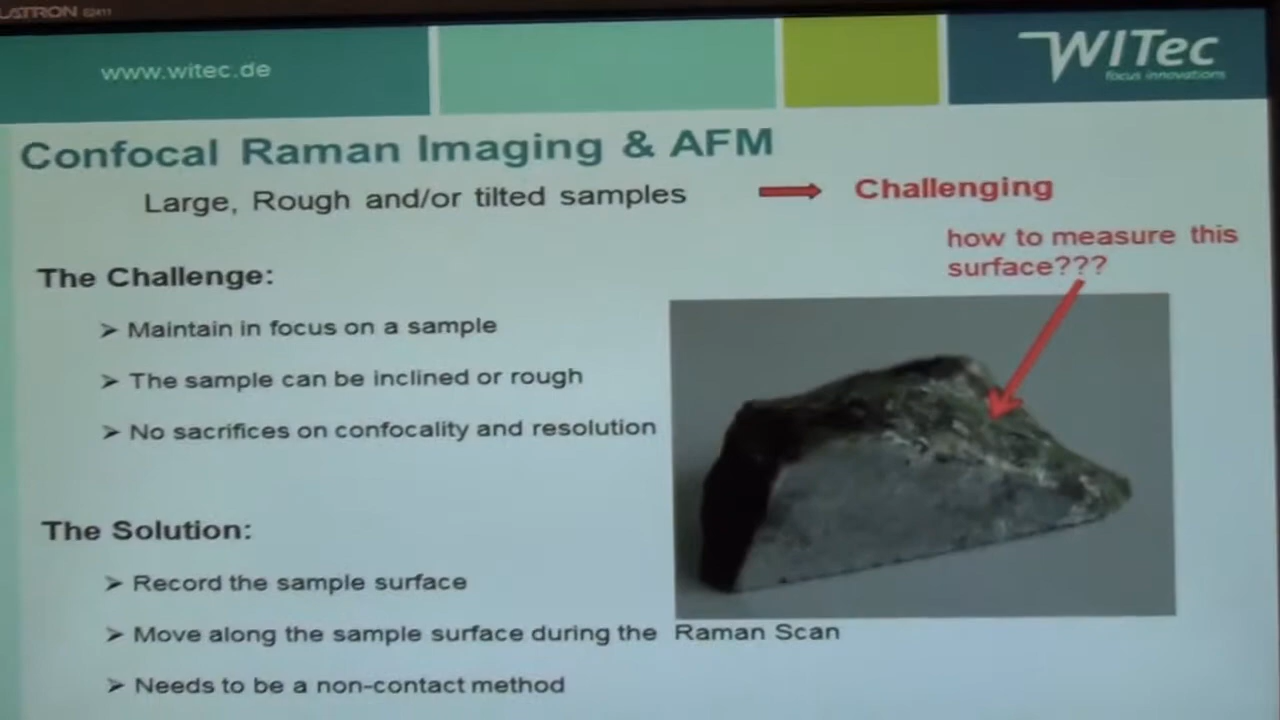 www.witec.de
WITec
focus innovations
Confocal Raman Imaging & AFM
Large, Rough and/or tilted samples
Challenging
how to measure this
surface???
The Challenge:
➢ Maintain in focus on a sample
➢ The sample can be inclined or rough
➢ No sacrifices on confocality and resolution
The Solution:
➢ Record the sample surface
➢ Move along the sample surface during the Raman Scan
➢ Needs to be a non-contact method